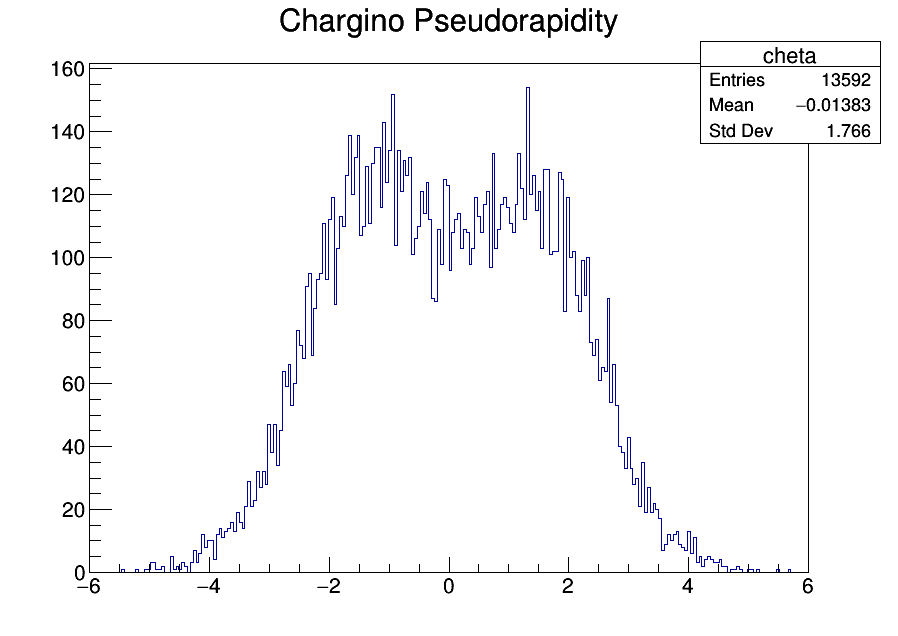 Chargino Pseudorapidity
cheta
Entries 13592
Mean −0.01383
Std Dev 1.766
160
140
120
100
80
60
40
20
0
−6 −4 −2 0 2 4 6